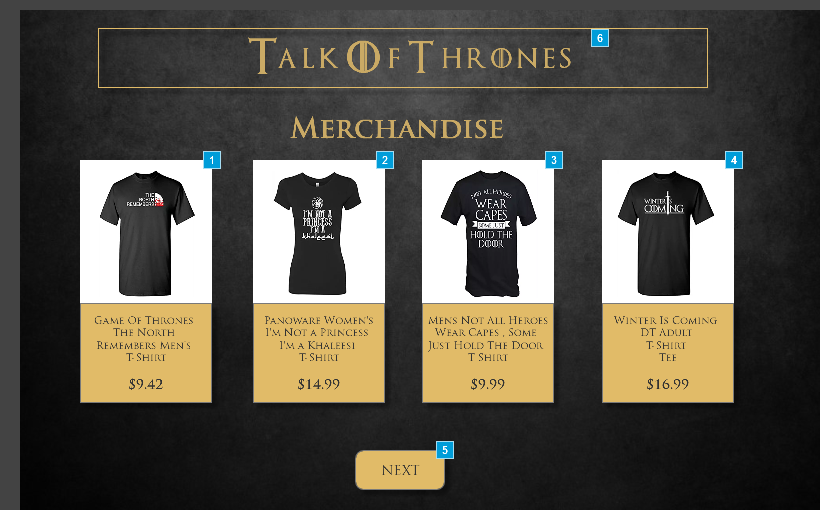 TALK OF THRONES
6
MERCHANDISE
1
2
3
4
THE
NORTH
REMEMBERS
I'M NOT A
PRINCESS
I'M A
khaleesi
NOT ALL HEROES
WEAR
CAPES
SOME JUST
HOLD THE
DOOR
WINTER IS
COMING
GAME OF THRONES
THE NORTH
REMEMBERS MEN'S
T-SHIRT
$9.42
PANOWARE WOMEN'S
I'M NOT A PRINCESS
I'M A KHALEESI
T-SHIRT
$14.99
MENS NOT ALL HEROES
WEAR CAPES , SOME
JUST HOLD THE DOOR
T SHIRT
$9.99
WINTER IS COMING
DT ADULT
T-SHIRT
TEE
$16.99
5
NEXT